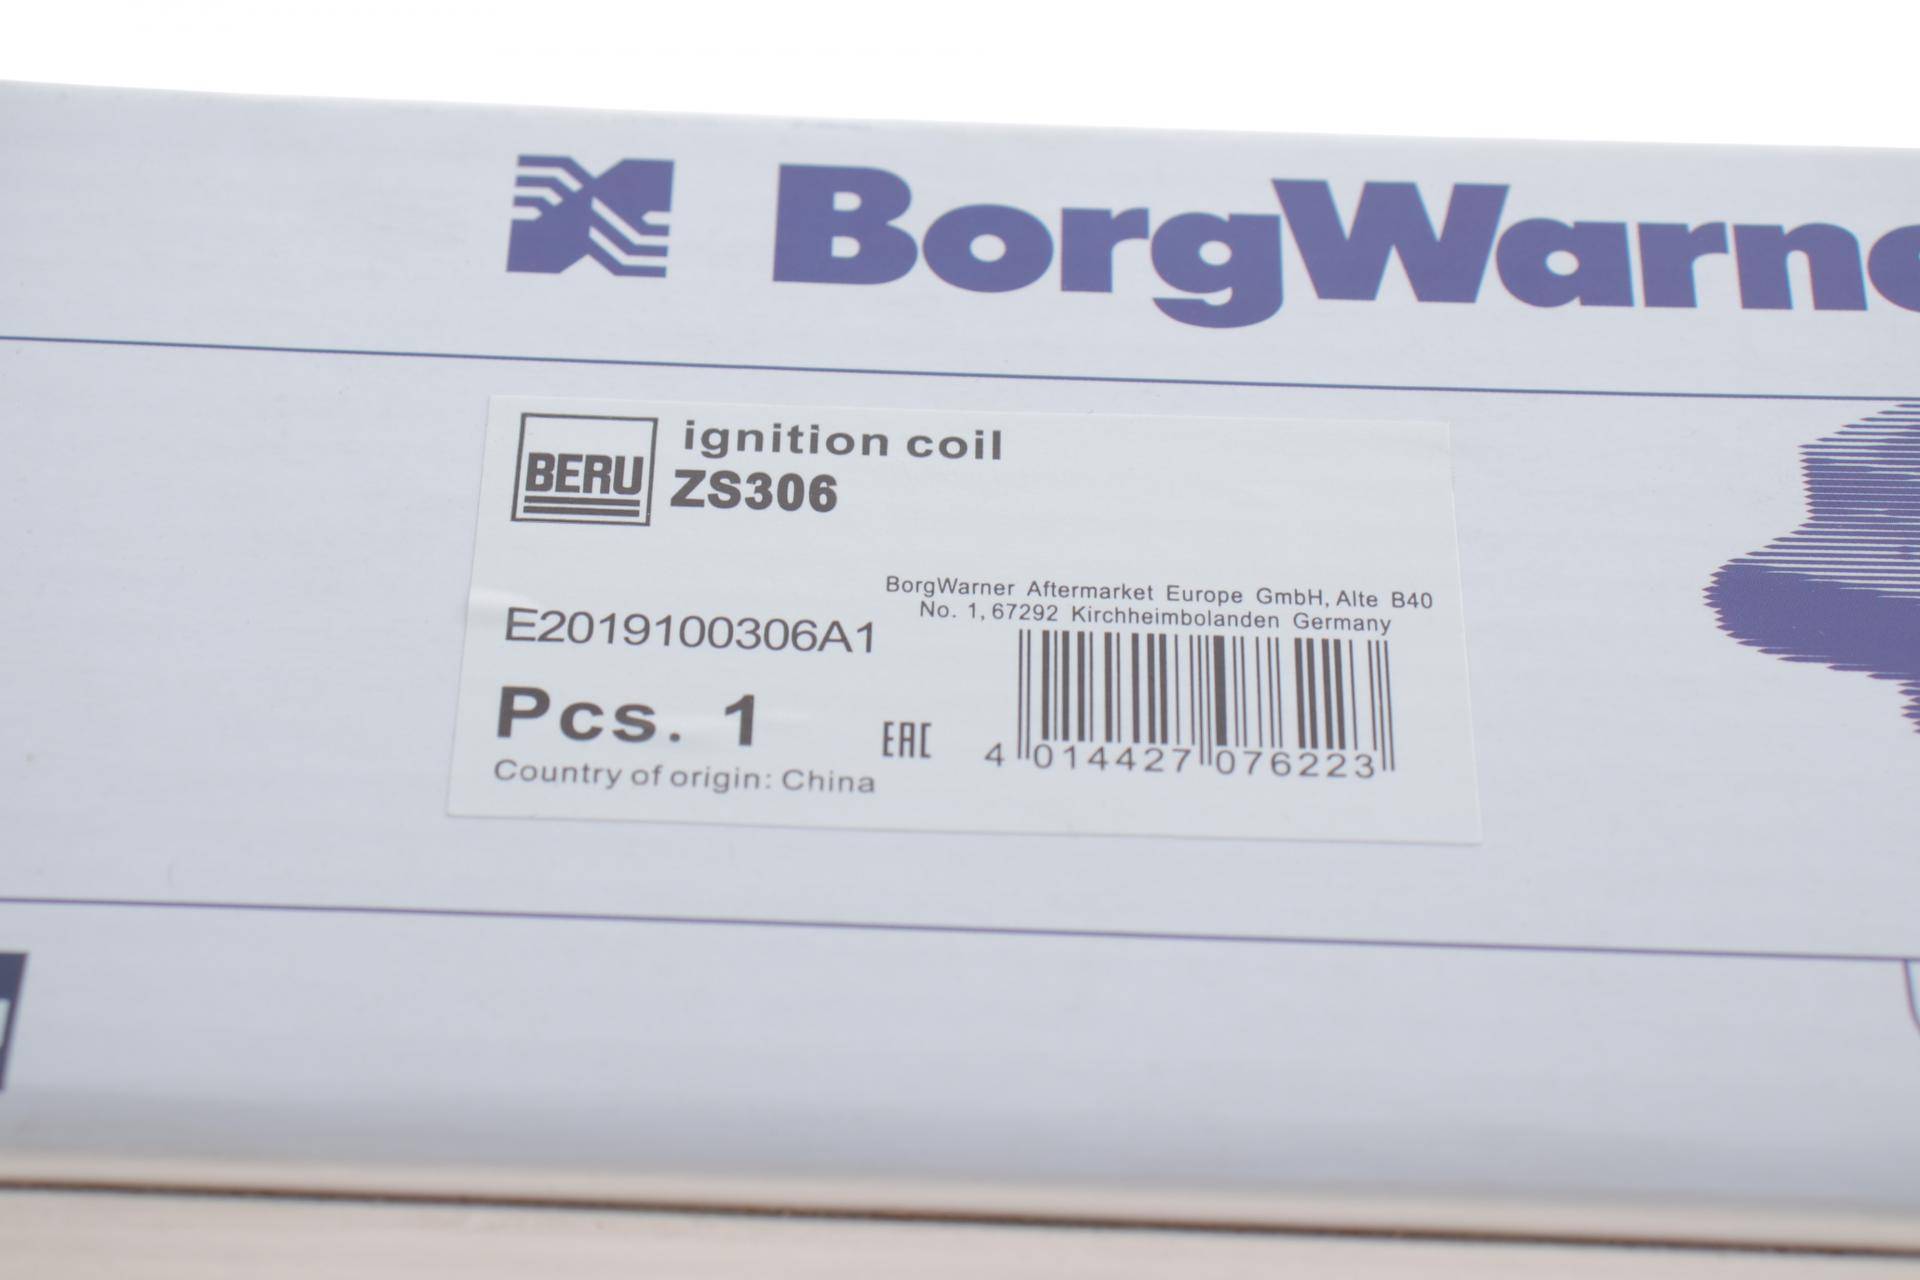 BorgWarne
BERU
ignition coil
ZS306
BorgWarner Aftermarket Europe GmbH, Alte B40
No. 1, 67292 Kirchheimbolanden Germany
E2019100306A1
Pcs. 1
EAC
4 014427 076223
Country of origin: China